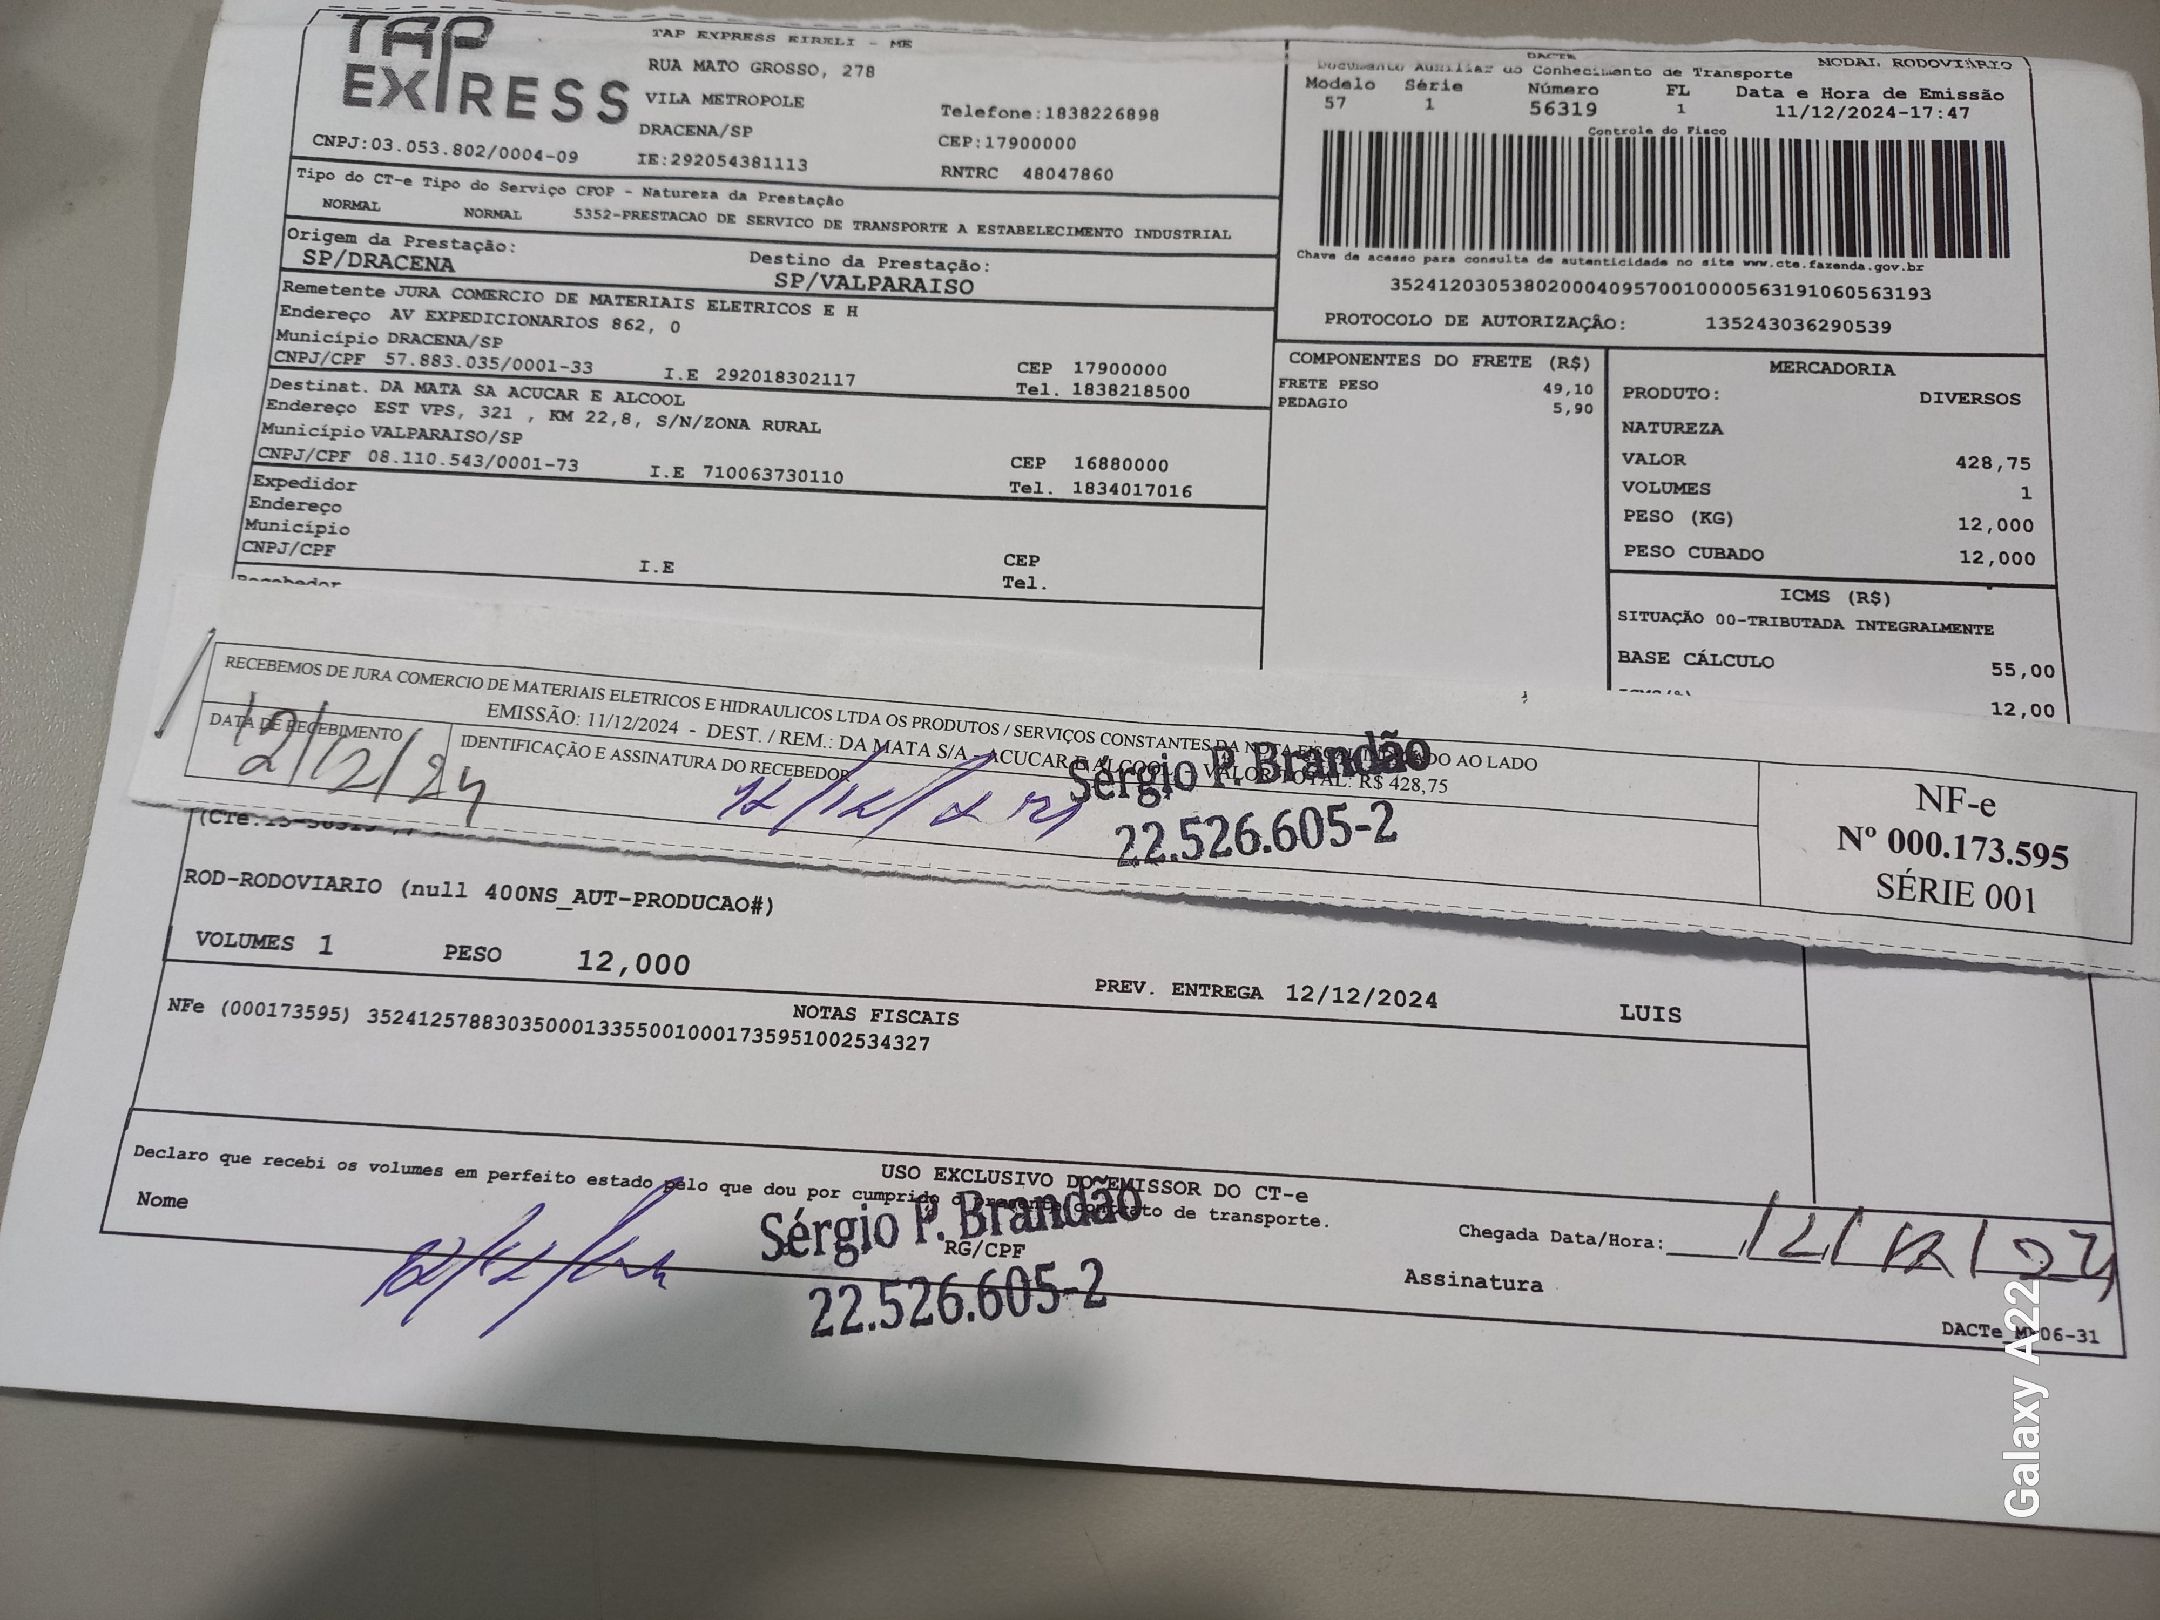 TAP EXPRESS
TAP EXPRESS EIRELI - ME
RUA MATO GROSSO, 278
VILA METROPOLE
DRACENA/SP
IE:292054381113
Telefone:1838226898
CEP:17900000
RNTRC 48047860
CNPJ:03.053.802/0004-09
DACTE
Documento Auxiliar do Conhecimento de Transporte
MODAL RODOVIÁRIO
Modelo Série Número FL Data e Hora de Emissão
57 1 56319 1 11/12/2024-17:47
Controle do Fisco
Chave de acesso para consulta de autenticidade no site www.cte.fazenda.gov.br
35241203053802000409570010000563191060563193
PROTOCOLO DE AUTORIZAÇÃO: 135243036290539
Tipo do CT-e Tipo do Serviço CFOP - Natureza da Prestação
NORMAL NORMAL 5352-PRESTACAO DE SERVICO DE TRANSPORTE A ESTABELECIMENTO INDUSTRIAL
Origem da Prestação: Destino da Prestação:
SP/DRACENA SP/VALPARAISO
Remetente JURA COMERCIO DE MATERIAIS ELETRICOS E H
Endereço AV EXPEDICIONARIOS 862, 0
Município DRACENA/SP CEP 17900000
CNPJ/CPF 57.883.035/0001-33 I.E 292018302117 Tel. 1838218500
Destinat. DA MATA SA ACUCAR E ALCOOL
Endereço EST VPS, 321 , KM 22,8, S/N/ZONA RURAL
Município VALPARAISO/SP CEP 16880000
CNPJ/CPF 08.110.543/0001-73 I.E 710063730110 Tel. 1834017016
Expedidor
Endereço
Município CEP
CNPJ/CPF I.E Tel.
Recebedor
COMPONENTES DO FRETE (R$)
FRETE PESO 49,10
PEDAGIO 5,90
MERCADORIA
PRODUTO: DIVERSOS
NATUREZA
VALOR 428,75
VOLUMES 1
PESO (KG) 12,000
PESO CUBADO 12,000
ICMS (R$)
SITUAÇÃO 00-TRIBUTADA INTEGRALMENTE
BASE CÁLCULO 55,00
12,00
RECEBEMOS DE JURA COMERCIO DE MATERIAIS ELETRICOS E HIDRAULICOS LTDA OS PRODUTOS / SERVIÇOS CONSTANTES DA NOTA FISCAL INDICADO AO LADO
EMISSÃO: 11/12/2024 - DEST. / REM.: DA MATA S/A - ACUCAR E ALCOOL - VALOR TOTAL: R$ 428,75
DATA DE RECEBIMENTO IDENTIFICAÇÃO E ASSINATURA DO RECEBEDOR
12/12/24
12/12/24
Sérgio P. Brandão
22.526.605-2
NF-e
Nº 000.173.595
SÉRIE 001
ROD-RODOVIARIO (null 400NS_AUT-PRODUCAO#)
VOLUMES 1 PESO 12,000 PREV. ENTREGA 12/12/2024 LUIS
NOTAS FISCAIS
NFe (000173595) 35241257883035000133550010001735951002534327
USO EXCLUSIVO DO EMISSOR DO CT-e
Declaro que recebi os volumes em perfeito estado pelo que dou por cumprido o presente contrato de transporte.
Nome RG/CPF Chegada Data/Hora: 12/12/24
Sérgio P. Brandão
22.526.605-2
Assinatura
DACTe_M-06-31
Galaxy A22